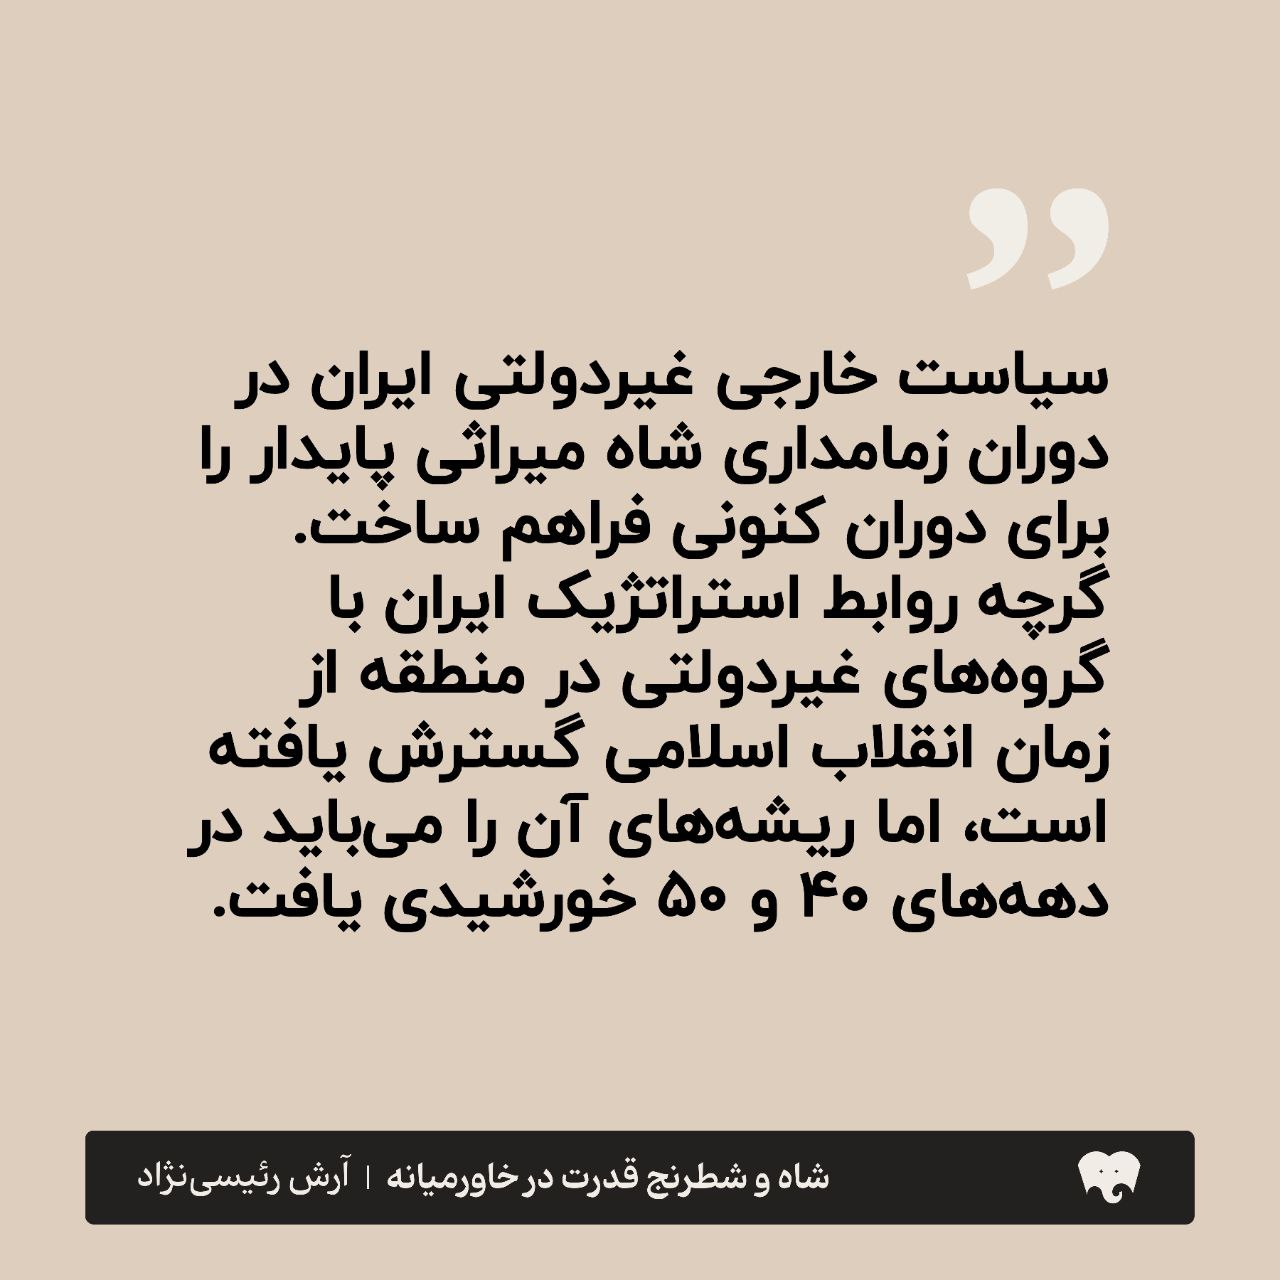 ”
سیاست خارجی غیردولتی ایران در
دوران زمامداری شاه میراثی پایدار را
برای دوران کنونی فراهم ساخت.
گرچه روابط استراتژیک ایران با
گروه‌های غیردولتی در منطقه از
زمان انقلاب اسلامی گسترش یافته
است، اما ریشه‌های آن را می‌باید در
دهه‌های ۴۰ و ۵۰ خورشیدی یافت.
شاه و شطرنج قدرت در خاورمیانه | آرش رئیسی‌نژاد